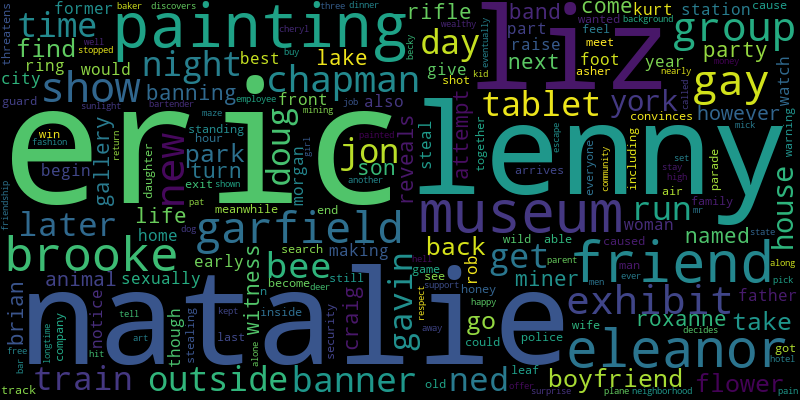 baker discovers three dinner cheryl painting liz band come kurt station cause
threatens former time find ring would night show banning lake chapman best buy becky rifle wanted background group
city day raise next part give shot foot meet feel asher party year
guard mining front also tablet york gay however watch
eric lenny natalie
win fashion sunlight bartender employee job maze hour standing gallery new park turn exit shown doug morgan jon son steal attempt together convinces
reveals painted money nearly called kid eventually wealthy well stopped
return daughter begin meanwhile pat life another girl end museum run escape everyone community including stay high air set parade mick warning
friendship later home garfield back woman named house mr family
brooke early search making rob wild able caused friend
animal sexually bee still become deer see game honey get man ever parent miner men exhibit father state along pick
brian notice though witness inside craig gavin go happy support respect hell could police wife roxanne take
longtime company tell free bar hit art kept stealing last alone security away eleanor decides hotel got
train outside banner ned boyfriend flower
track dog old leaf offer surprise plane neighborhood pain arrives